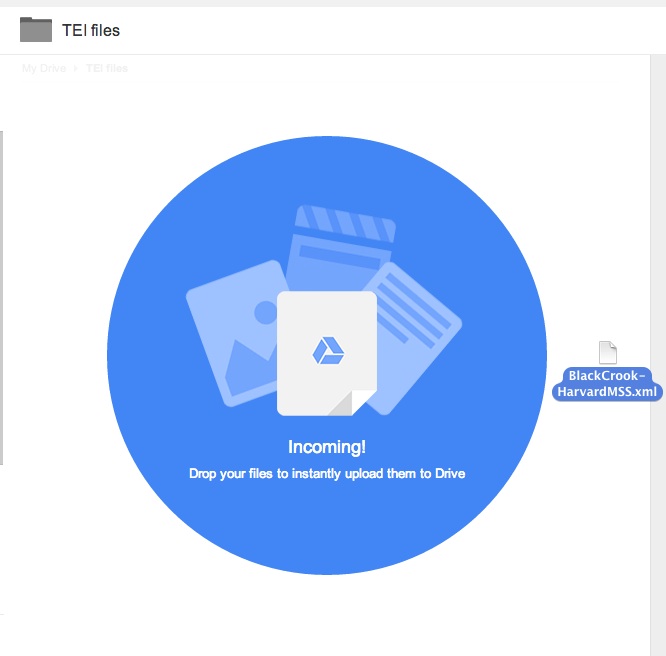 TEI files
My Drive > TEI files
Incoming!
Drop your files to instantly upload them to Drive
BlackCrook-
HarvardMSS.xml